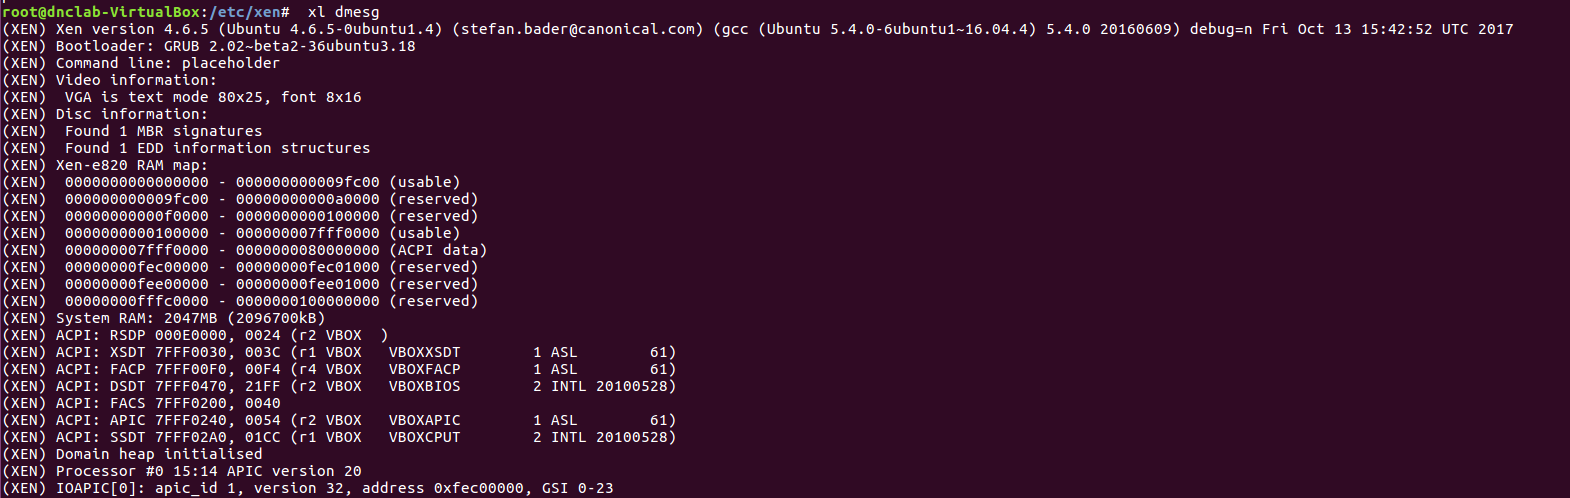 root@dnclab-VirtualBox:/etc/xen#  xl dmesg
(XEN) Xen version 4.6.5 (Ubuntu 4.6.5-0ubuntu1.4) (stefan.bader@canonical.com) (gcc (Ubuntu 5.4.0-6ubuntu1~16.04.4) 5.4.0 20160609) debug=n Fri Oct 13 15:42:52 UTC 2017
(XEN) Bootloader: GRUB 2.02~beta2-36ubuntu3.18
(XEN) Command line: placeholder
(XEN) Video information:
(XEN)  VGA is text mode 80x25, font 8x16
(XEN) Disc information:
(XEN)  Found 1 MBR signatures
(XEN)  Found 1 EDD information structures
(XEN) Xen-e820 RAM map:
(XEN)  0000000000000000 - 000000000009fc00 (usable)
(XEN)  000000000009fc00 - 00000000000a0000 (reserved)
(XEN)  00000000000f0000 - 0000000000100000 (reserved)
(XEN)  0000000000100000 - 000000007fff0000 (usable)
(XEN)  000000007fff0000 - 0000000080000000 (ACPI data)
(XEN)  00000000fec00000 - 00000000fec01000 (reserved)
(XEN)  00000000fee00000 - 00000000fee01000 (reserved)
(XEN)  00000000fffc0000 - 0000000100000000 (reserved)
(XEN) System RAM: 2047MB (2096700kB)
(XEN) ACPI: RSDP 000E0000, 0024 (r2 VBOX  )
(XEN) ACPI: XSDT 7FFF0030, 003C (r1 VBOX   VBOXXSDT        1 ASL        61)
(XEN) ACPI: FACP 7FFF00F0, 00F4 (r4 VBOX   VBOXFACP        1 ASL        61)
(XEN) ACPI: DSDT 7FFF0470, 21FF (r2 VBOX   VBOXBIOS        2 INTL 20100528)
(XEN) ACPI: FACS 7FFF0200, 0040
(XEN) ACPI: APIC 7FFF0240, 0054 (r2 VBOX   VBOXAPIC        1 ASL        61)
(XEN) ACPI: SSDT 7FFF02A0, 01CC (r1 VBOX   VBOXCPUT        2 INTL 20100528)
(XEN) Domain heap initialised
(XEN) Processor #0 15:14 APIC version 20
(XEN) IOAPIC[0]: apic_id 1, version 32, address 0xfec00000, GSI 0-23